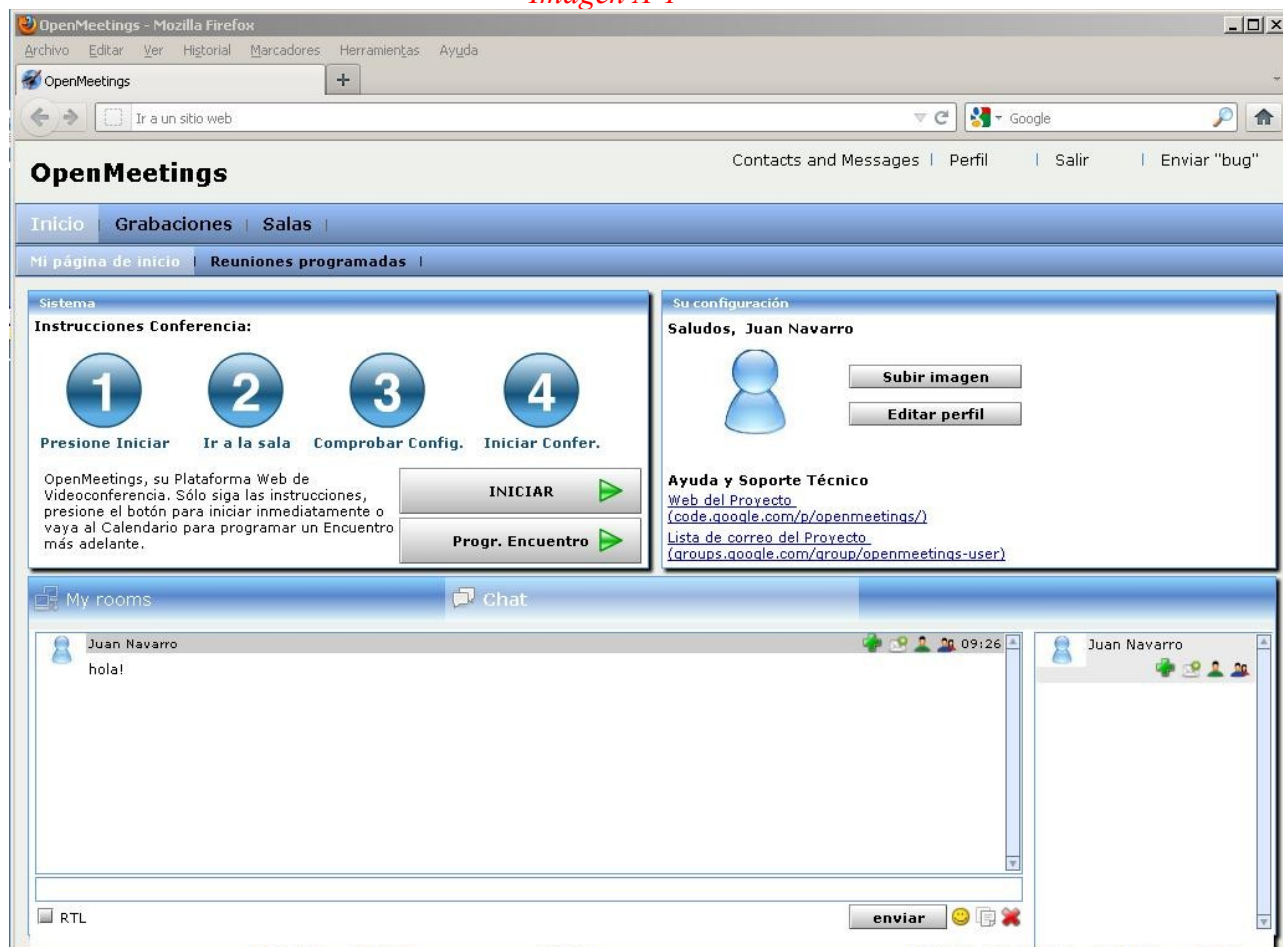 OpenMeetings - Mozilla Firefox
Archivo Editar Ver Historial Marcadores Herramientas Ayuda
OpenMeetings
Ir a un sitio web
Google
OpenMeetings
Contacts and Messages | Perfil | Salir | Enviar "bug"
Inicio | Grabaciones | Salas |
Mi página de inicio | Reuniones programadas |
Sistema
Instrucciones Conferencia:
1 2 3 4
Presione Iniciar Ir a la sala Comprobar Config. Iniciar Confer.
OpenMeetings, su Plataforma Web de
Videoconferencia. Sólo siga las instrucciones,
presione el botón para iniciar inmediatamente o
vaya al Calendario para programar un Encuentro
más adelante.
INICIAR
Progr. Encuentro
Su configuración
Saludos, Juan Navarro
Subir imagen
Editar perfil
Ayuda y Soporte Técnico
Web del Proyecto
(code.google.com/p/openmeetings/)
Lista de correo del Proyecto
(groups.google.com/group/openmeetings-user)
My rooms
Chat
Juan Navarro 09:26
hola!
Juan Navarro
RTL
enviar